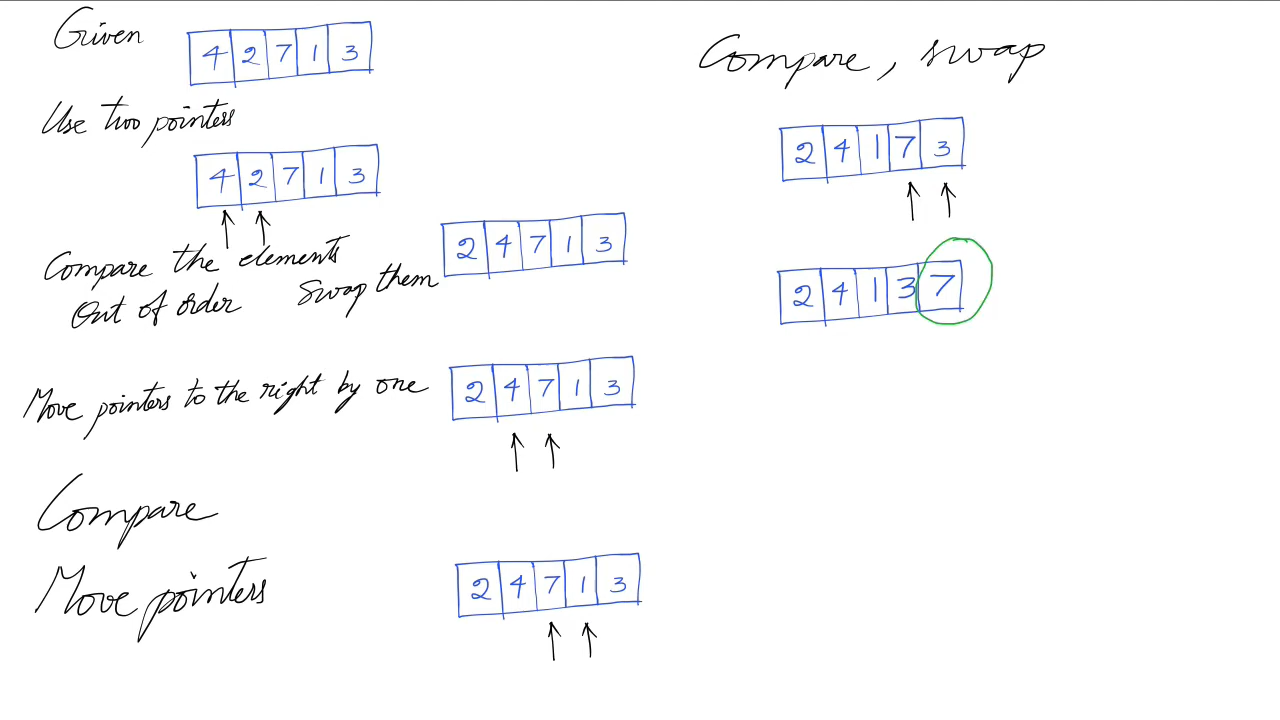 Given
4 2 7 1 3
Use two pointers
4 2 7 1 3
Compare the elements
Out of order Swap them
2 4 7 1 3
Move pointers to the right by one
2 4 7 1 3
Compare
Move pointers
2 4 7 1 3
Compare, swap
2 4 1 7 3
2 4 1 3 7